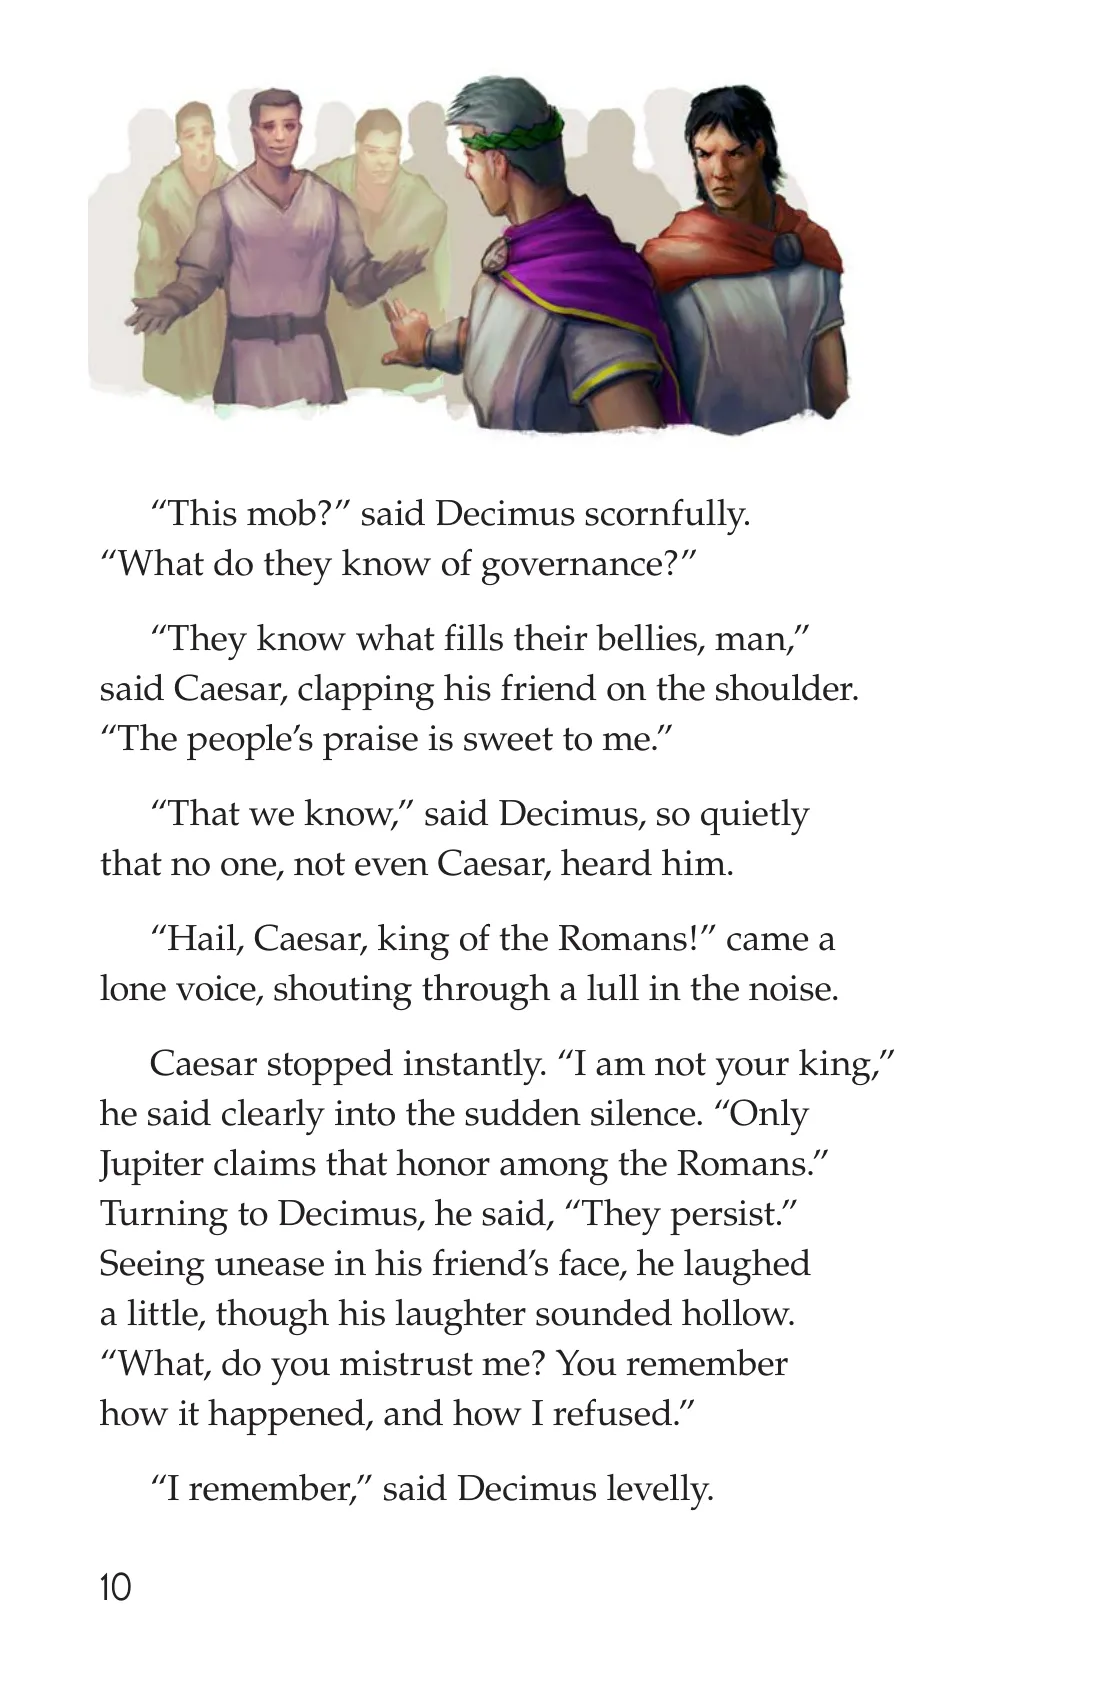 “This mob?” said Decimus scornfully.
“What do they know of governance?”
“They know what fills their bellies, man,”
said Caesar, clapping his friend on the shoulder.
“The people’s praise is sweet to me.”
“That we know,” said Decimus, so quietly
that no one, not even Caesar, heard him.
“Hail, Caesar, king of the Romans!” came a
lone voice, shouting through a lull in the noise.
Caesar stopped instantly. “I am not your king,”
he said clearly into the sudden silence. “Only
Jupiter claims that honor among the Romans.”
Turning to Decimus, he said, “They persist.”
Seeing unease in his friend’s face, he laughed
a little, though his laughter sounded hollow.
“What, do you mistrust me? You remember
how it happened, and how I refused.”
“I remember,” said Decimus levelly.
10